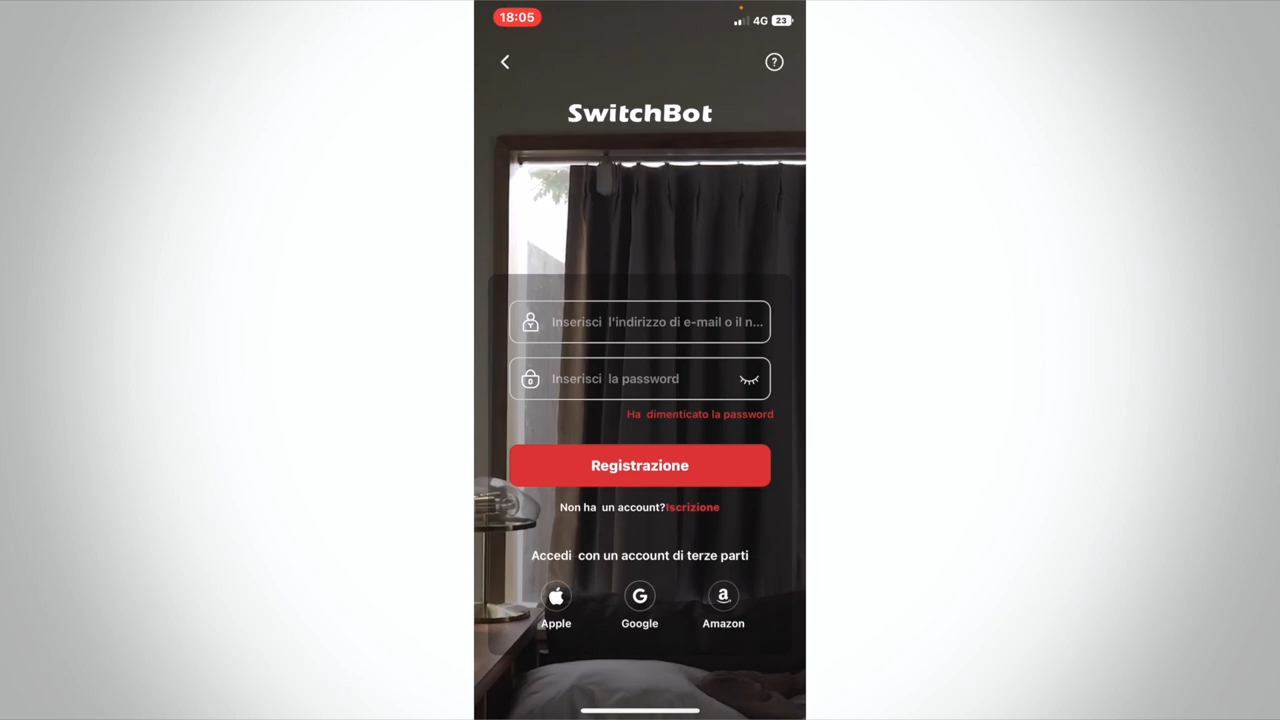 18:05
4G 23
?
SwitchBot
Inserisci l'indirizzo di e-mail o il n...
Inserisci la password
Ha dimenticato la password
Registrazione
Non ha un account?Iscrizione
Accedi con un account di terze parti
Apple Google Amazon